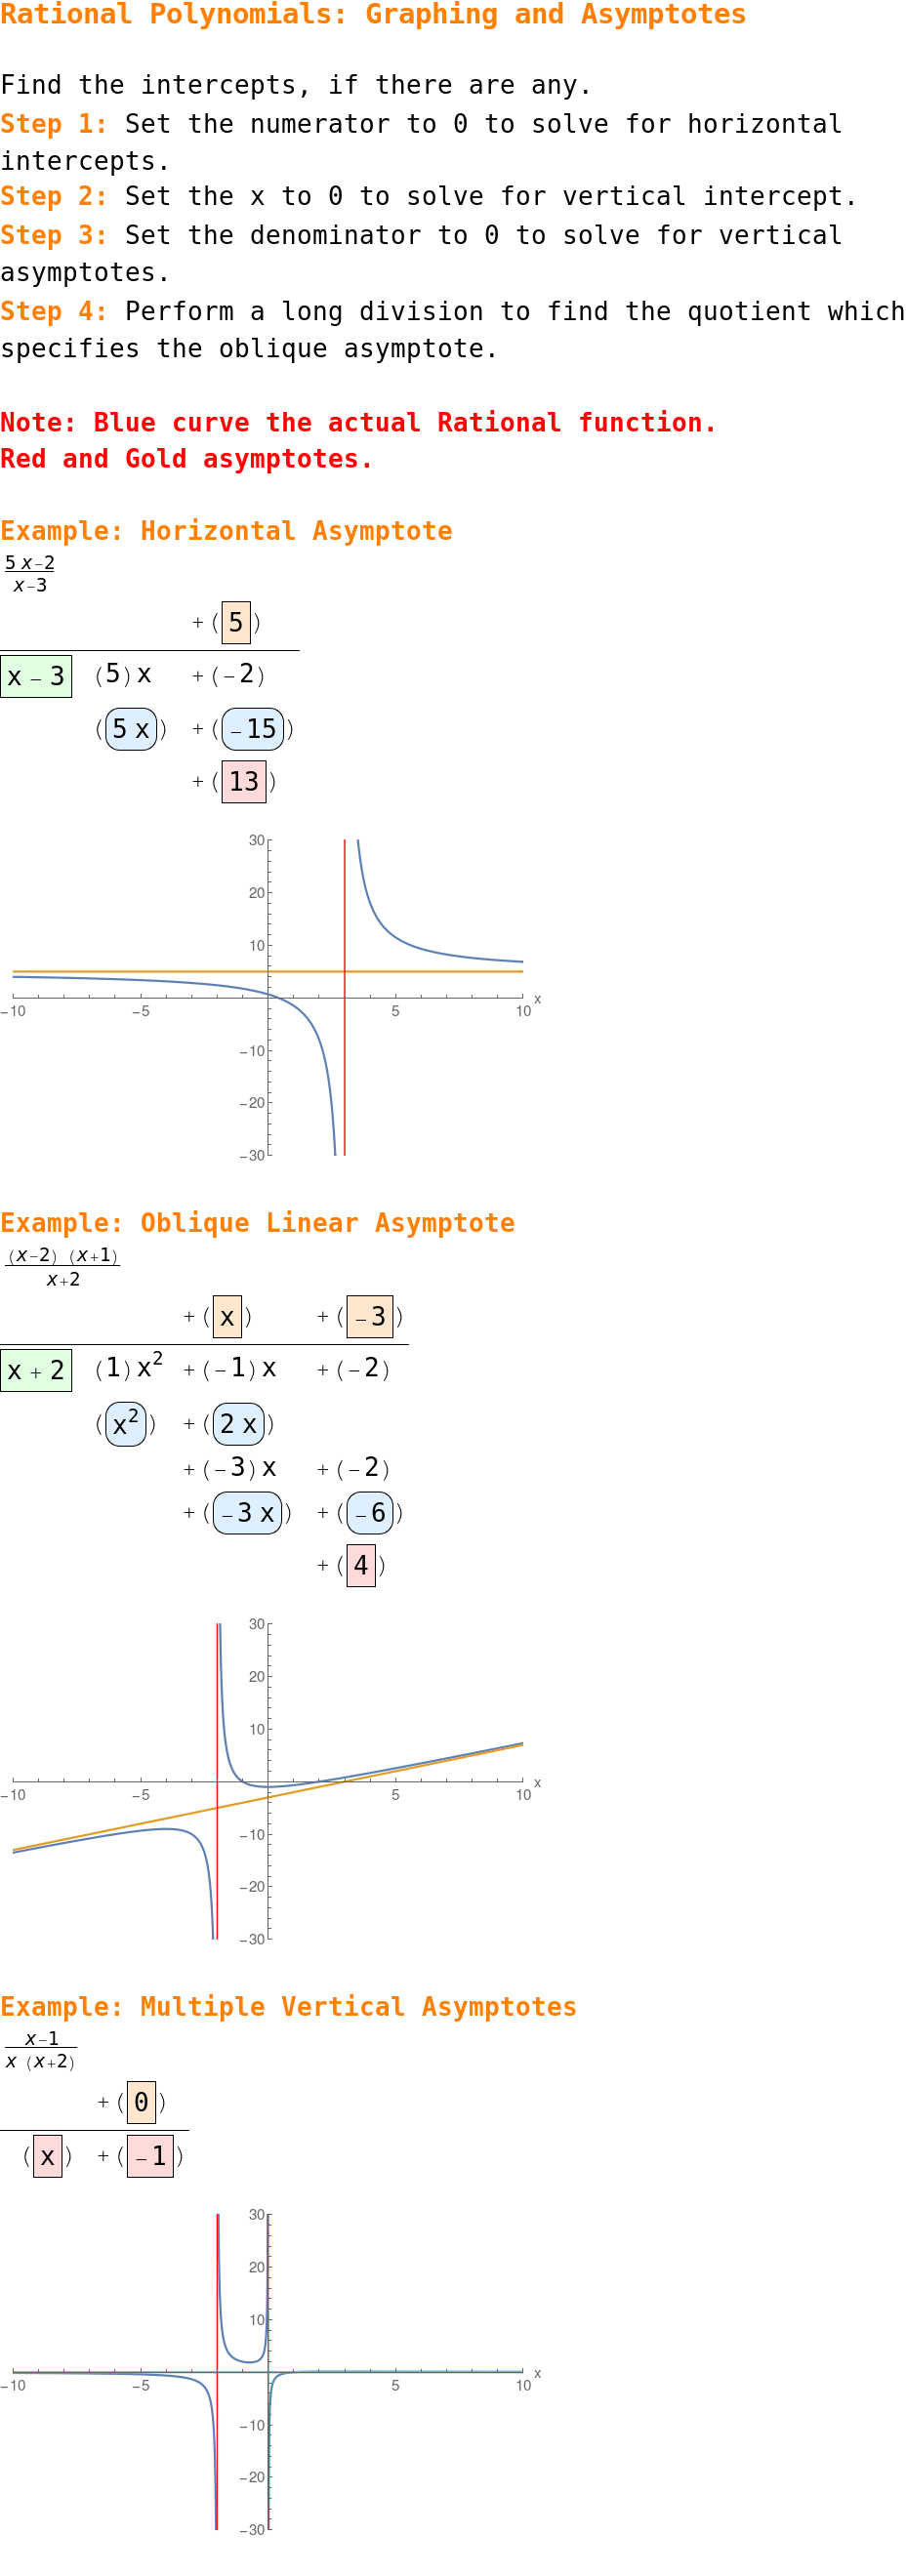 Rational Polynomials: Graphing and Asymptotes
Find the intercepts, if there are any.
Step 1: Set the numerator to 0 to solve for horizontal
intercepts.
Step 2: Set the x to 0 to solve for vertical intercept.
Step 3: Set the denominator to 0 to solve for vertical
asymptotes.
Step 4: Perform a long division to find the quotient which
specifies the oblique asymptote.
Note: Blue curve the actual Rational function.
Red and Gold asymptotes.
Example: Horizontal Asymptote
5 x−2
x−3
+ (5)
x − 3 (5) x + (−2)
(5 x) + (−15)
+ (13)
30
20
10
−10 −5 5 10 x
−10
−20
−30
Example: Oblique Linear Asymptote
(x−2) (x+1)
x+2
+ (x) + (−3)
x + 2 (1) x² + (−1) x + (−2)
(x²) + (2 x)
+ (−3) x + (−2)
+ (−3 x) + (−6)
+ (4)
30
20
10
−10 −5 5 10 x
−10
−20
−30
Example: Multiple Vertical Asymptotes
x−1
x (x+2)
+ (0)
(x) + (−1)
30
20
10
−10 −5 5 10 x
−10
−20
−30